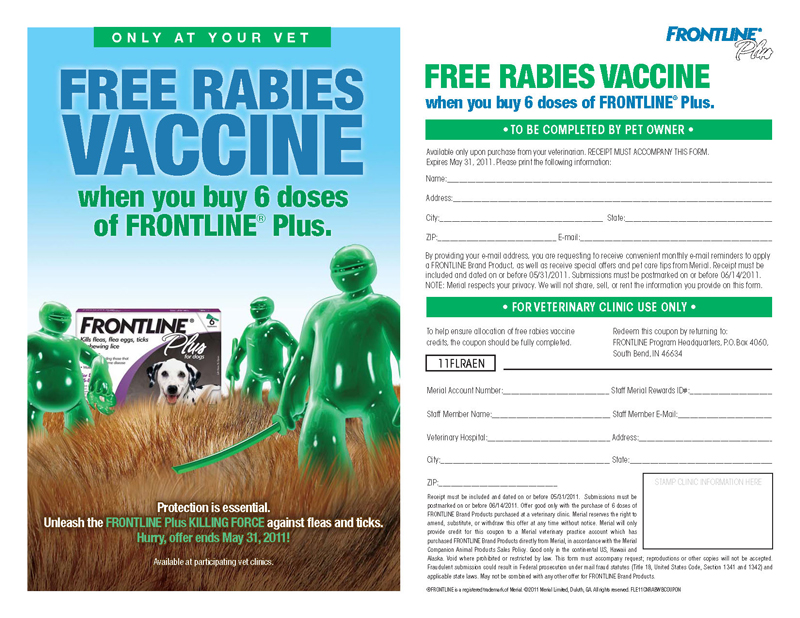 ONLY AT YOUR VET
FREE RABIES
VACCINE
when you buy 6 doses
of FRONTLINE® Plus.
FRONTLINE®
Plus
for dogs
6
Kills fleas, flea eggs, ticks
chewing lice
Protection is essential.
Unleash the FRONTLINE Plus KILLING FORCE against fleas and ticks.
Hurry, offer ends May 31, 2011!
Available at participating vet clinics.
FRONTLINE®
Plus
FREE RABIES VACCINE
when you buy 6 doses of FRONTLINE® Plus.
• TO BE COMPLETED BY PET OWNER •
Available only upon purchase from your veterinarian. RECEIPT MUST ACCOMPANY THIS FORM.
Expires May 31, 2011. Please print the following information:
Name:
Address:
City: State:
ZIP: E-mail:
By providing your e-mail address, you are requesting to receive convenient monthly e-mail reminders to apply
a FRONTLINE Brand Product, as well as receive special offers and pet care tips from Merial. Receipt must be
included and dated on or before 05/31/2011. Submissions must be postmarked on or before 06/14/2011.
NOTE: Merial respects your privacy. We will not share, sell, or rent the information you provide on this form.
• FOR VETERINARY CLINIC USE ONLY •
To help ensure allocation of free rabies vaccine
credits, the coupon should be fully completed.
Redeem this coupon by returning to:
FRONTLINE Program Headquarters, P.O. Box 4060,
South Bend, IN 46634
11FLRAEN
Merial Account Number: Staff Merial Rewards ID#:
Staff Member Name: Staff Member E-Mail:
Veterinary Hospital: Address:
City: State:
ZIP:
STAMP CLINIC INFORMATION HERE
Receipt must be included and dated on or before 05/31/2011. Submissions must be
postmarked on or before 06/14/2011. Offer good only with the purchase of 6 doses of
FRONTLINE Brand Products purchased at a veterinary clinic. Merial reserves the right to
amend, substitute, or withdraw this offer at any time without notice. Merial will only
provide credit for this coupon to a Merial veterinary practice account which has
purchased FRONTLINE Brand Products directly from Merial, in accordance with the Merial
Companion Animal Products Sales Policy. Good only in the continental US, Hawaii and
Alaska. Void where prohibited or restricted by law. This form must accompany request; reproductions or other copies will not be accepted.
Fraudulent submission could result in Federal prosecution under mail fraud statutes (Title 18, United States Code, Section 1341 and 1342) and
applicable state laws. May not be combined with any other offer for FRONTLINE Brand Products.
®FRONTLINE is a registered trademark of Merial. ©2011 Merial Limited, Duluth, GA. All rights reserved. FLE11CNRABWBCOUPON